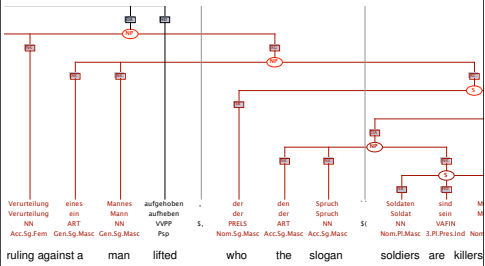 NP
NP
S
NP
S
Verurteilung eines Mannes aufgehoben , der den Spruch `` Soldaten sind M
Verurteilung ein Mann aufheben der der Spruch Soldat sein M
NN ART NN VVPP $, PRELS ART NN $( NN VAFIN
Acc.Sg.Fem Gen.Sg.Masc Gen.Sg.Masc Psp Nom.Sg.Masc Acc.Sg.Masc Acc.Sg.Masc Nom.Pl.Masc 3.Pl.Pres.Ind Nom
ruling against a man lifted who the slogan soldiers are killers